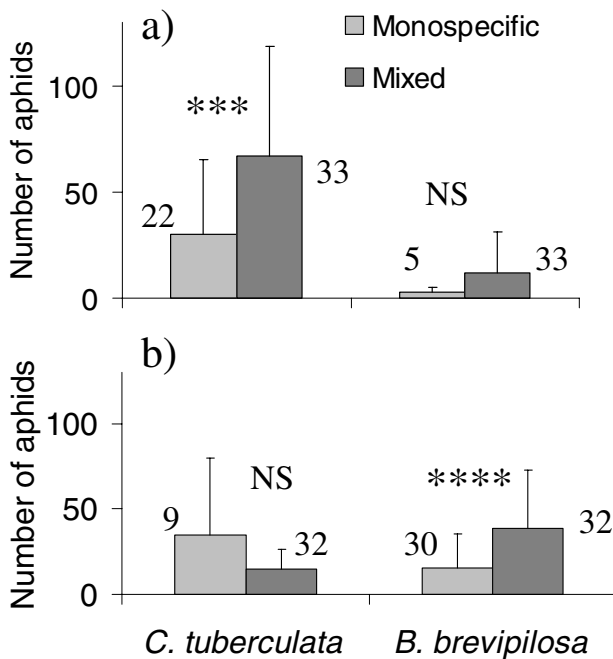 a)
Monospecific
Mixed
Number of aphids
100
50
0
***
22
33
NS
5
33
b)
Number of aphids
100
50
0
9
NS
32
****
30
32
C. tuberculata
B. brevipilosa